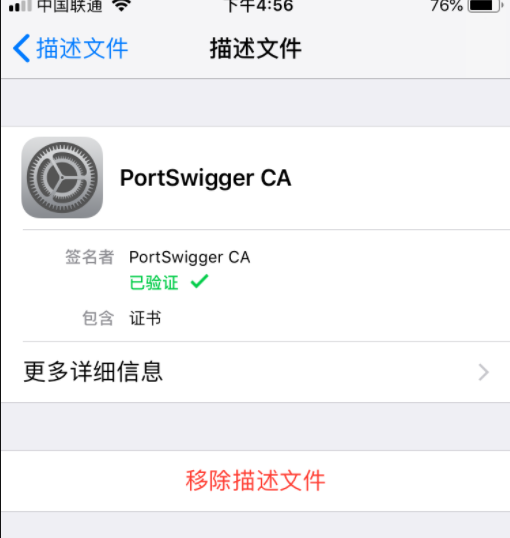 中国联通 下午4:56 76%
描述文件 描述文件
PortSwigger CA
签名者 PortSwigger CA
已验证
包含 证书
更多详细信息
移除描述文件